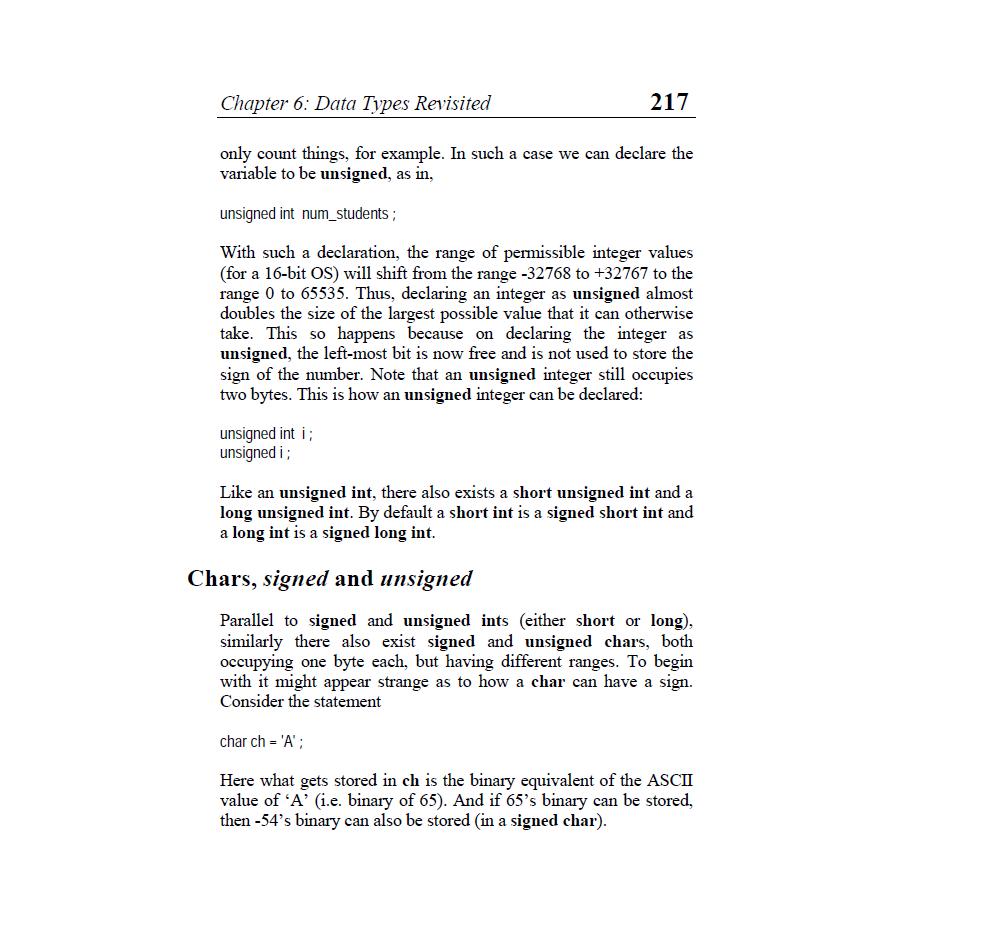 Chapter 6: Data Types Revisited 217
only count things, for example. In such a case we can declare the
variable to be unsigned, as in,
unsigned int num_students ;
With such a declaration, the range of permissible integer values
(for a 16-bit OS) will shift from the range -32768 to +32767 to the
range 0 to 65535. Thus, declaring an integer as unsigned almost
doubles the size of the largest possible value that it can otherwise
take. This so happens because on declaring the integer as
unsigned, the left-most bit is now free and is not used to store the
sign of the number. Note that an unsigned integer still occupies
two bytes. This is how an unsigned integer can be declared:
unsigned int i ;
unsigned i ;
Like an unsigned int, there also exists a short unsigned int and a
long unsigned int. By default a short int is a signed short int and
a long int is a signed long int.
Chars, signed and unsigned
Parallel to signed and unsigned ints (either short or long),
similarly there also exist signed and unsigned chars, both
occupying one byte each, but having different ranges. To begin
with it might appear strange as to how a char can have a sign.
Consider the statement
char ch = 'A' ;
Here what gets stored in ch is the binary equivalent of the ASCII
value of ‘A’ (i.e. binary of 65). And if 65’s binary can be stored,
then -54’s binary can also be stored (in a signed char).